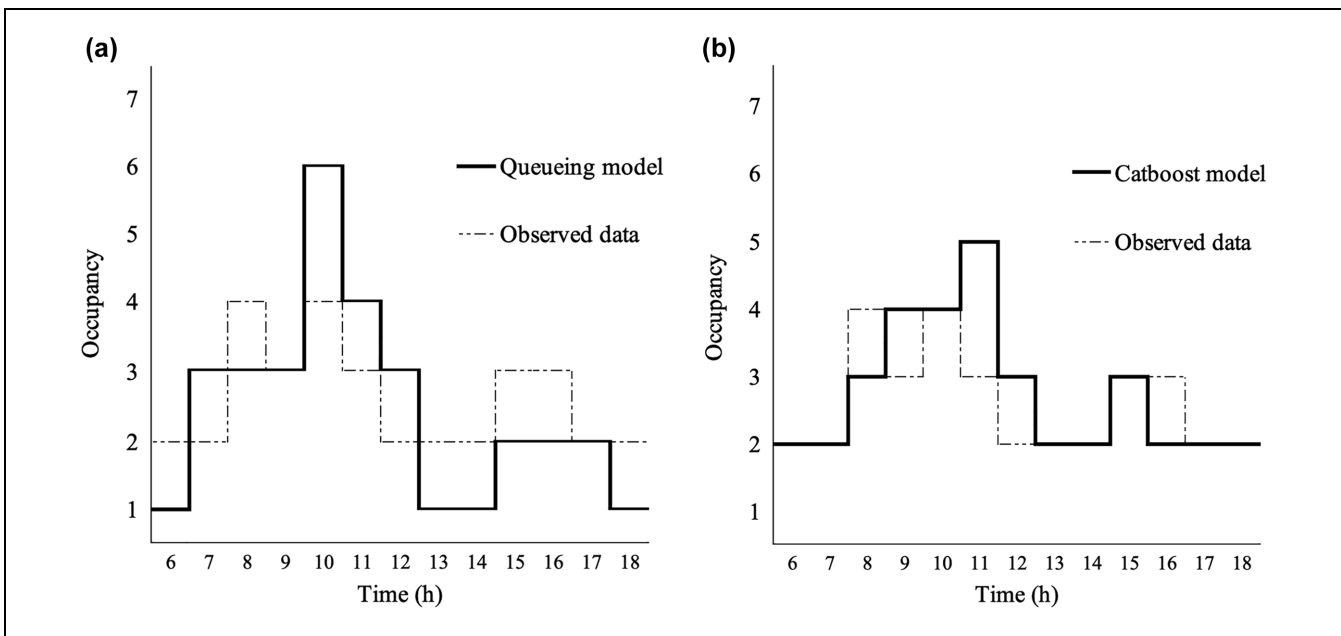 (a)
7
6
5
4
3
2
1
Occupancy
Queueing model
Observed data
6 7 8 9 10 11 12 13 14 15 16 17 18
Time (h)
(b)
7
6
5
4
3
2
1
Occupancy
Catboost model
Observed data
6 7 8 9 10 11 12 13 14 15 16 17 18
Time (h)